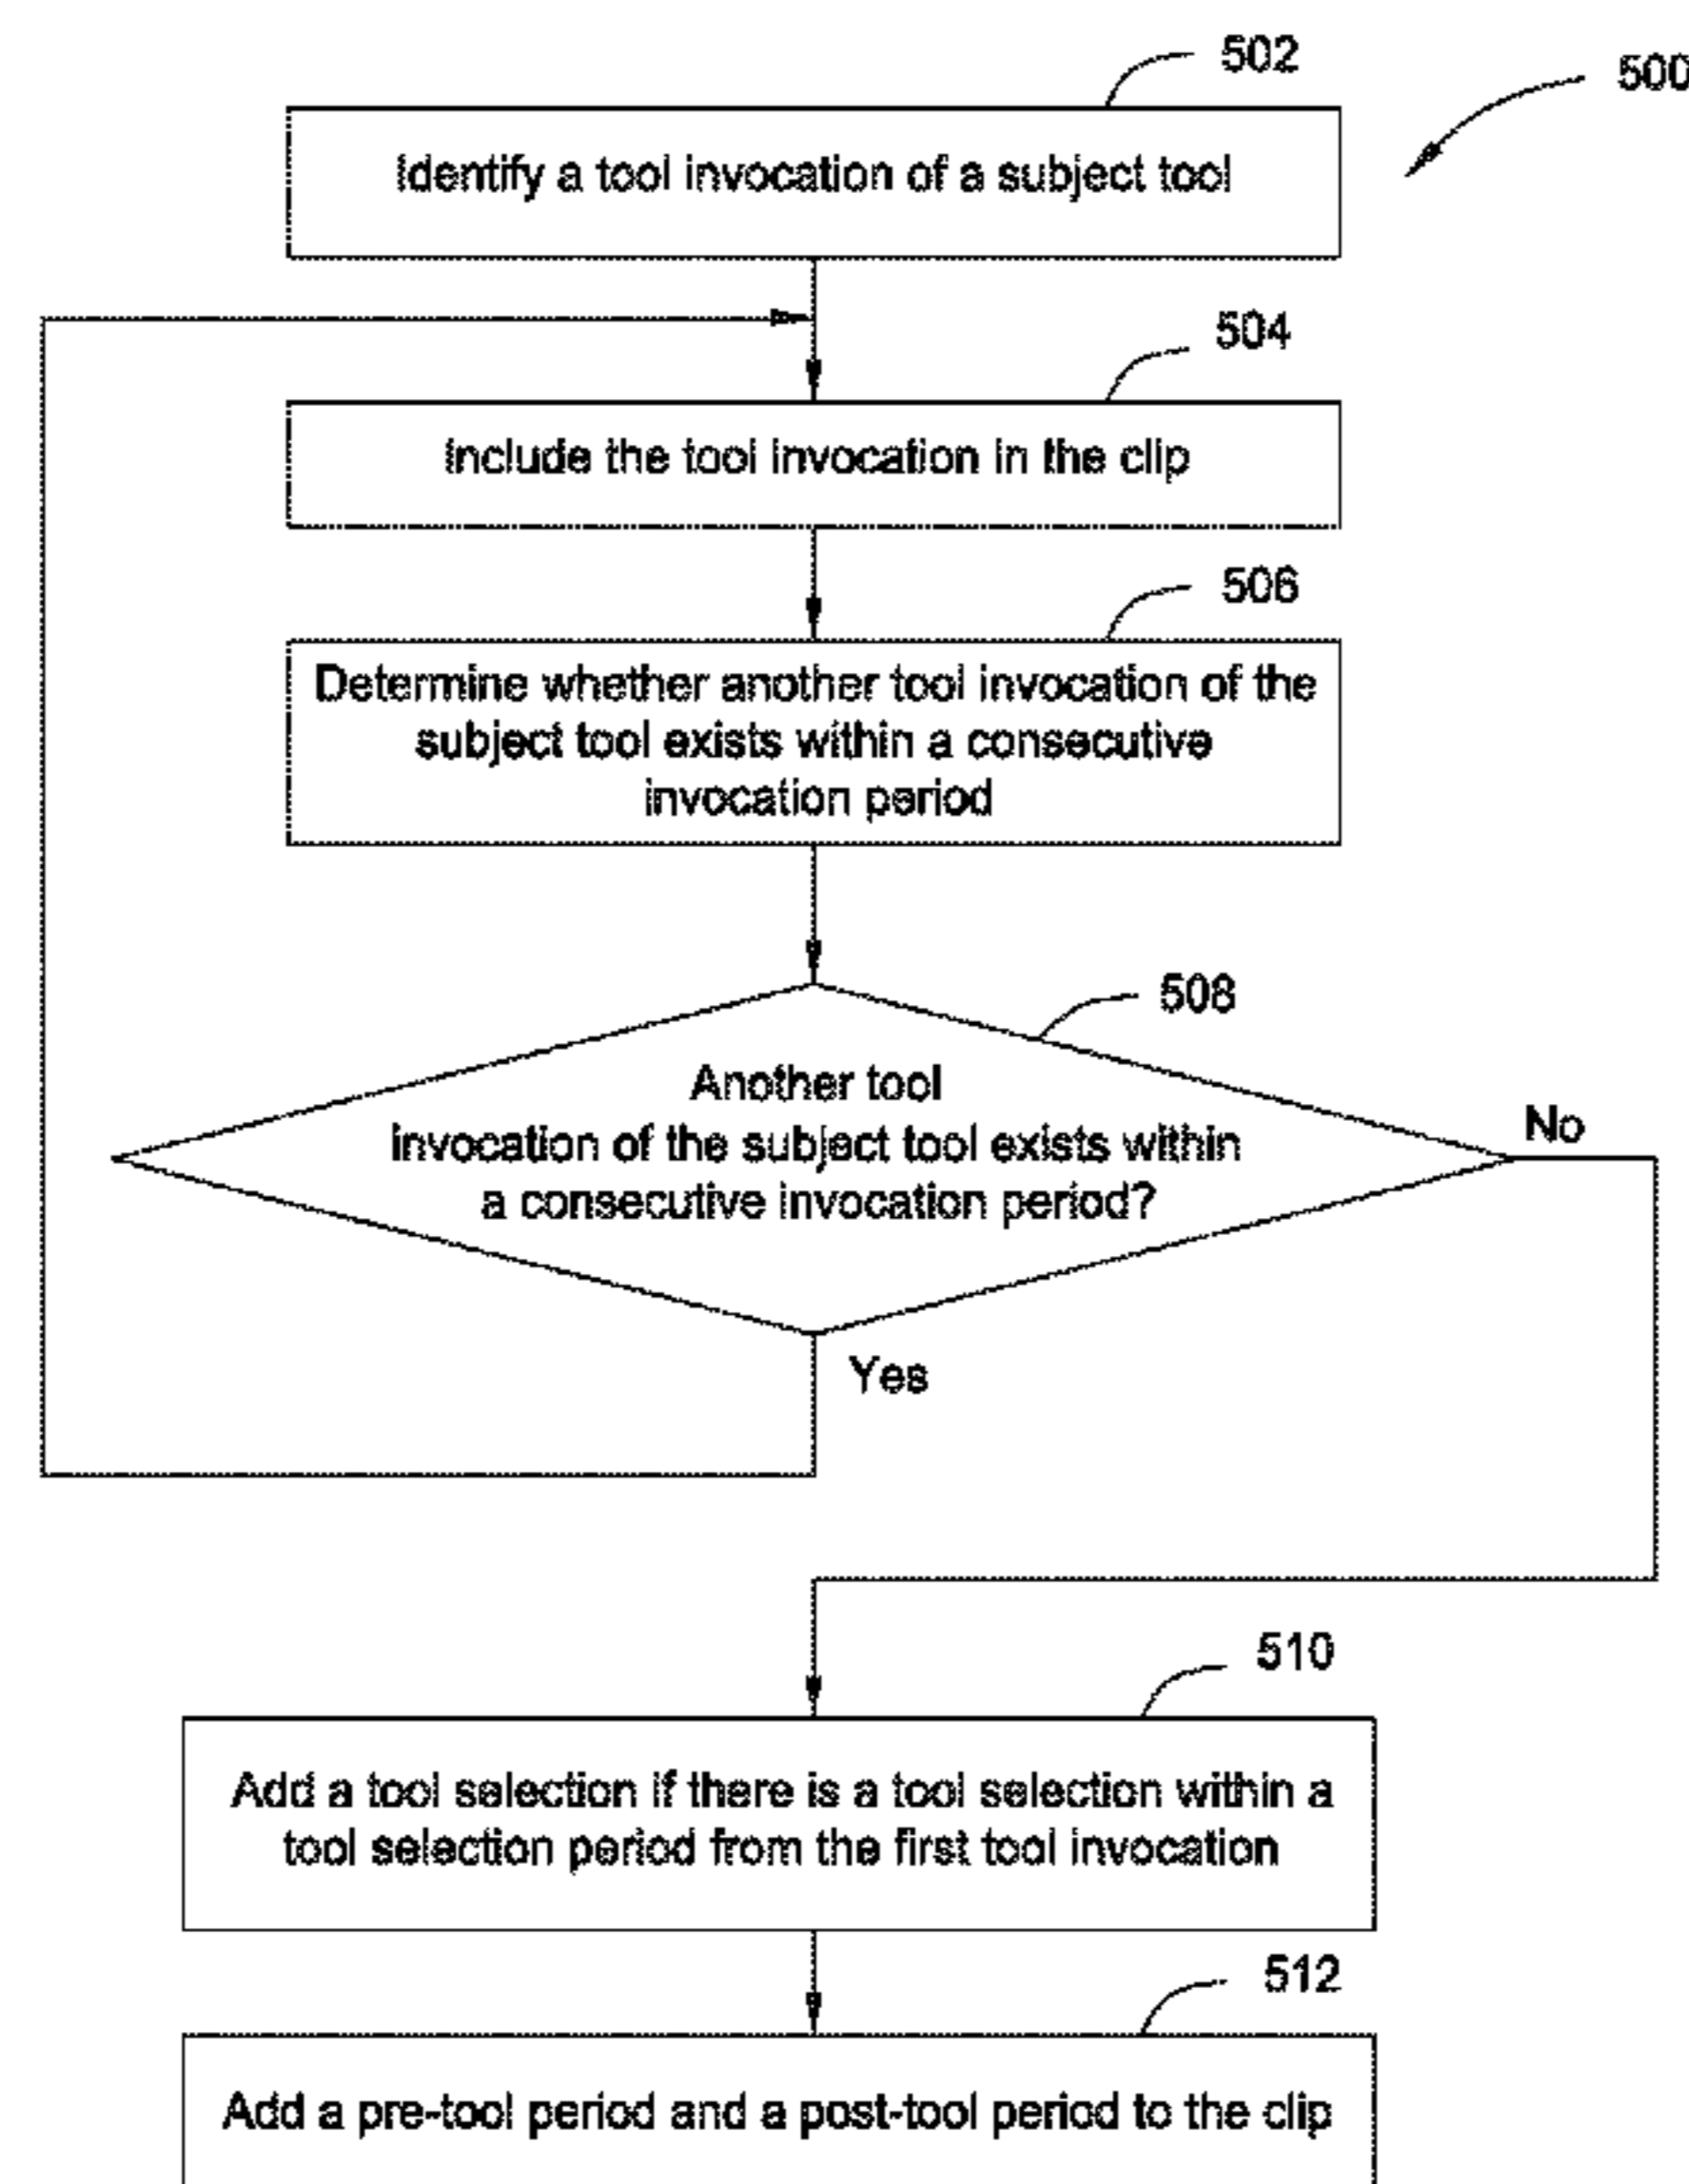 502
500
Identify a tool invocation of a subject tool
504
Include the tool invocation in the clip
506
Determine whether another tool invocation of the
subject tool exists within a consecutive
invocation period
508
Another tool
invocation of the subject tool exists within
a consecutive invocation period?
No
Yes
510
Add a tool selection if there is a tool selection within a
tool selection period from the first tool invocation
512
Add a pre-tool period and a post-tool period to the clip